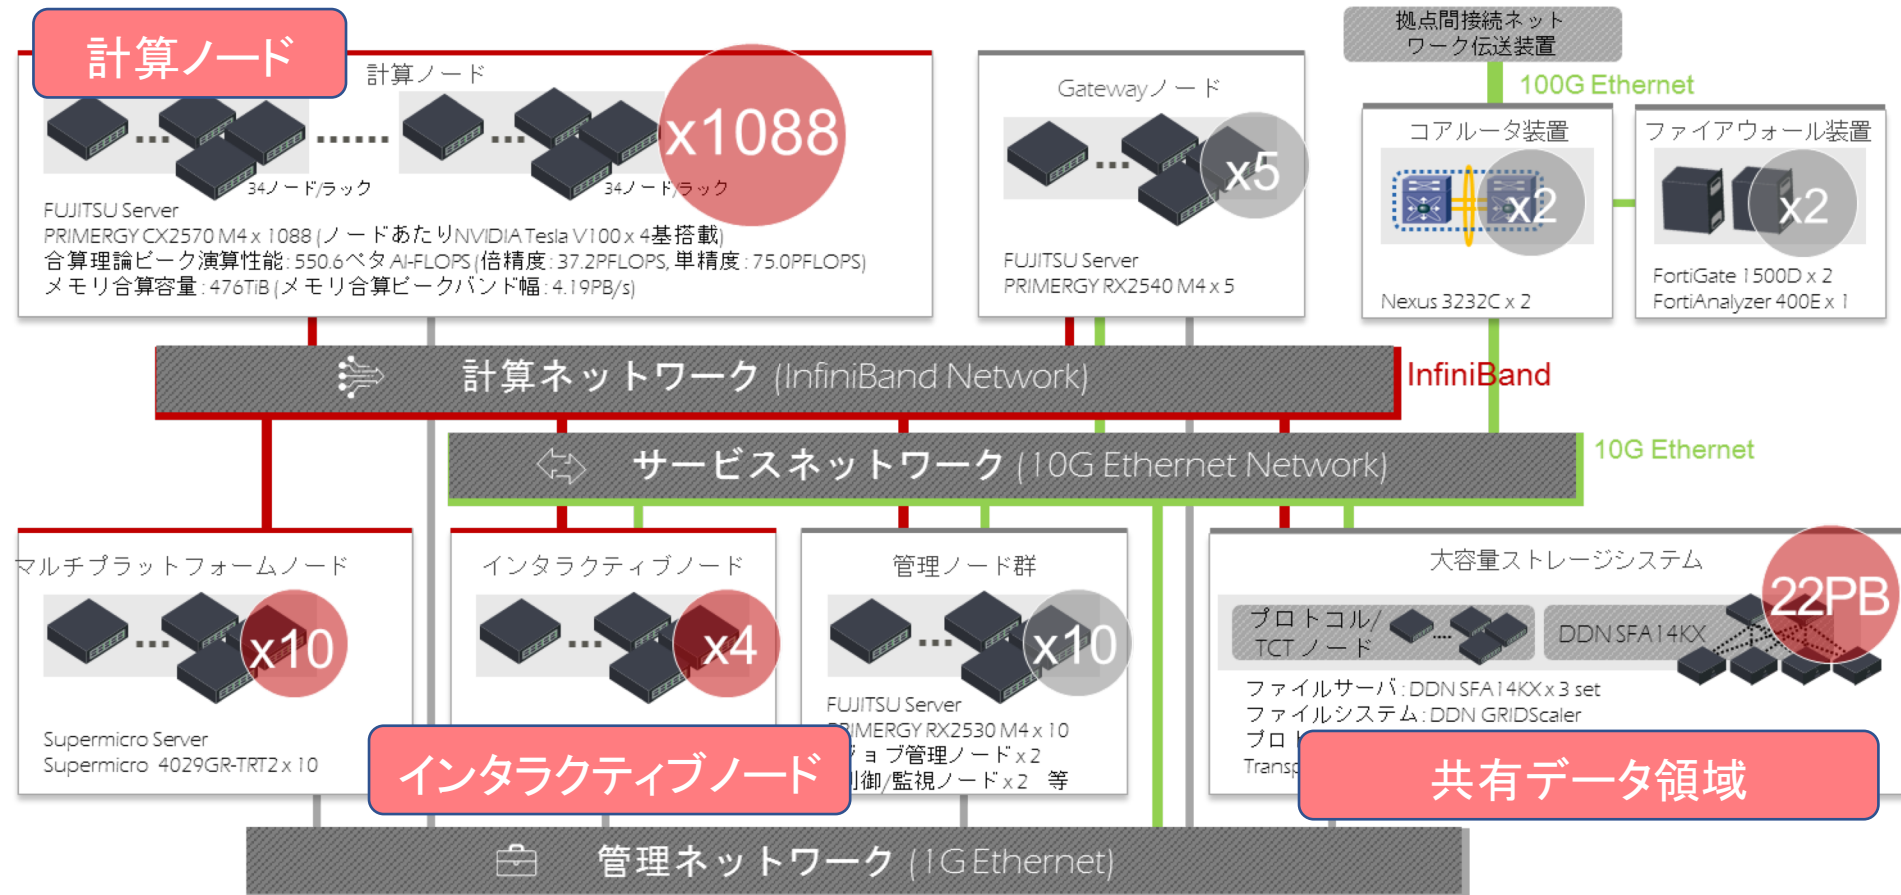 計算ノード
計算ノード
x1088
34ノード/ラック
34ノード/ラック
FUJITSU Server
PRIMERGY CX2570 M4 x 1088 (ノードあたりNVIDIA Tesla V100 x 4基搭載)
合算理論ピーク演算性能 : 550.6ペタ AI-FLOPS (倍精度 : 37.2PFLOPS, 単精度 : 75.0PFLOPS)
メモリ合算容量 : 476TiB (メモリ合算ピークバンド幅 : 4.19PB/s)
Gatewayノード
x5
FUJITSU Server
PRIMERGY RX2540 M4 x 5
拠点間接続ネット
ワーク伝送装置
100G Ethernet
コアルータ装置
x2
Nexus 3232C x 2
ファイアウォール装置
x2
FortiGate 1500D x 2
FortiAnalyzer 400E x 1
計算ネットワーク (InfiniBand Network)
InfiniBand
サービスネットワーク (10G Ethernet Network)
10G Ethernet
マルチプラットフォームノード
x10
Supermicro Server
Supermicro 4029GR-TRT2 x 10
インタラクティブノード
x4
インタラクティブノード
管理ノード群
x10
FUJITSU Server
PRIMERGY RX2530 M4 x 10
ジョブ管理ノード x 2
制御/監視ノード x 2 等
大容量ストレージシステム
22PB
プロトコル/
TCT ノード
DDN SFA14KX
ファイルサーバ : DDN SFA14KX x 3 set
ファイルシステム : DDN GRIDScaler
プロト
Transp
共有データ領域
管理ネットワーク (1G Ethernet)